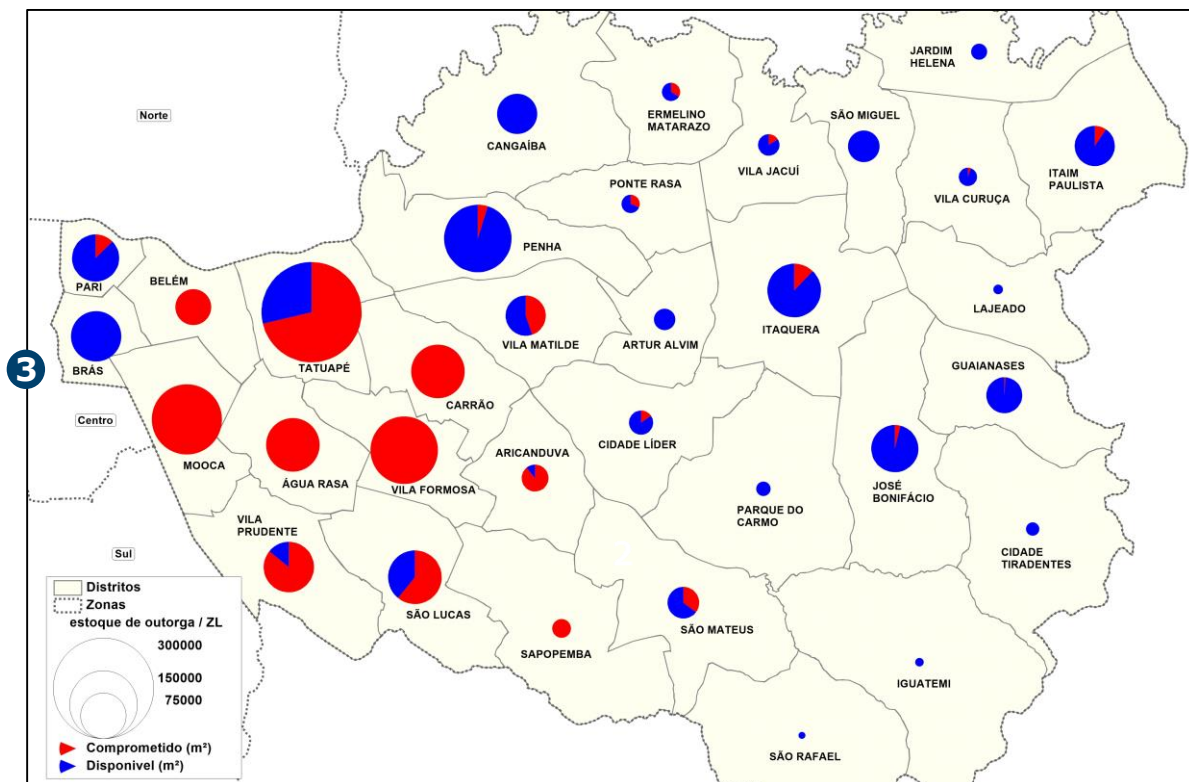 JARDIM
HELENA
Norte
ERMELINO
MATARAZO
SÃO MIGUEL
CANGAÍBA
VILA JACUÍ
ITAIM
PAULISTA
PONTE RASA
VILA CURUÇA
PENHA
BELÉM
PARI
LAJEADO
ITAQUERA
VILA MATILDE
ARTUR ALVIM
BRÁS
TATUAPÉ
3
GUAIANASES
CARRÃO
Centro
CIDADE LÍDER
ARICANDUVA
MOOCA
ÁGUA RASA
VILA FORMOSA
JOSÉ
BONIFÁCIO
PARQUE DO
CARMO
VILA
PRUDENTE
Sul
CIDADE
TIRADENTES
SÃO LUCAS
SÃO MATEUS
SAPOPEMBA
IGUATEMI
SÃO RAFAEL
Distritos
Zonas
estoque de outorga / ZL
300000
150000
75000
Comprometido (m²)
Disponivel (m²)